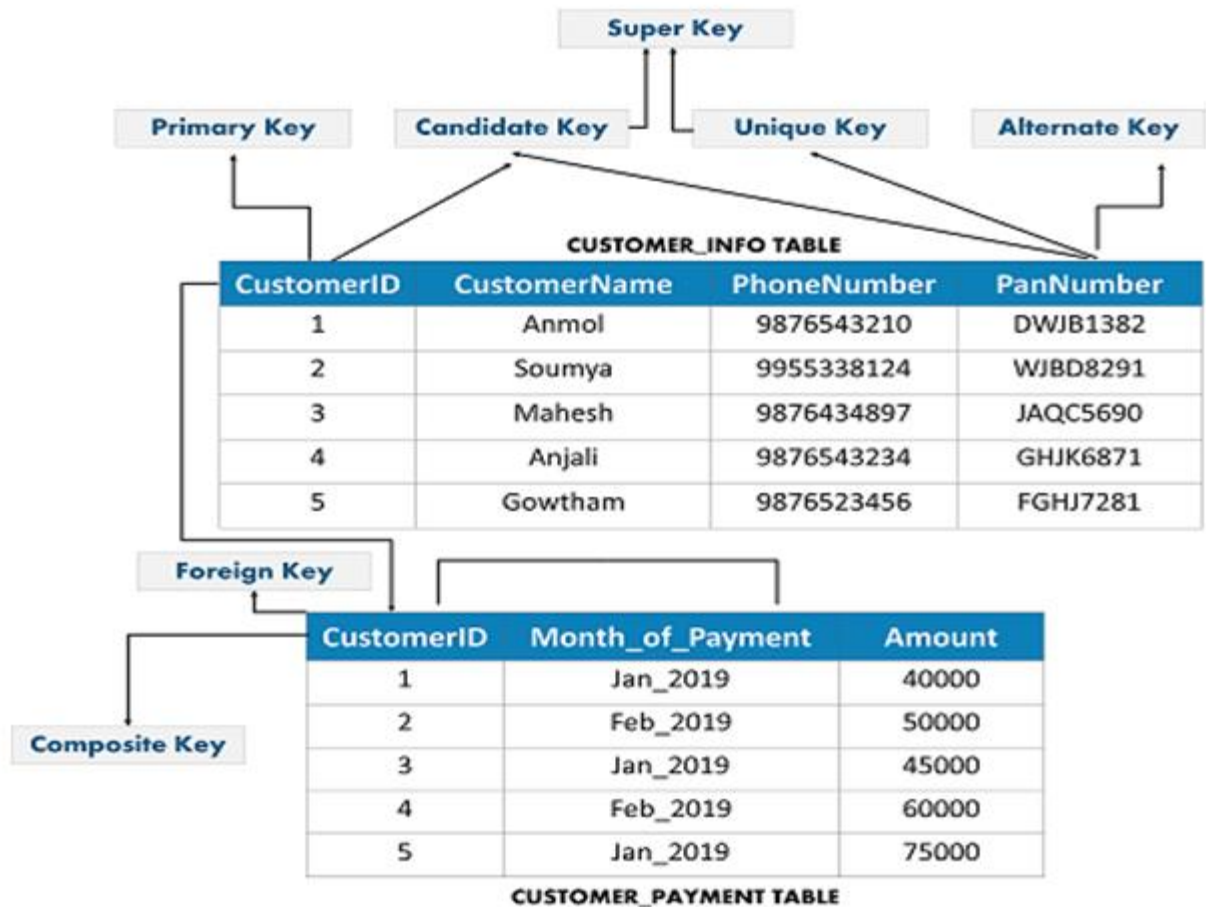 Super Key
Primary Key Candidate Key Unique Key Alternate Key
CUSTOMER_INFO TABLE
CustomerID CustomerName PhoneNumber PanNumber
1 Anmol 9876543210 DWJB1382
2 Soumya 9955338124 WJBD8291
3 Mahesh 9876434897 JAQC5690
4 Anjali 9876543234 GHJK6871
5 Gowtham 9876523456 FGHJ7281
Foreign Key
CustomerID Month_of_Payment Amount
1 Jan_2019 40000
2 Feb_2019 50000
Composite Key
3 Jan_2019 45000
4 Feb_2019 60000
5 Jan_2019 75000
CUSTOMER_PAYMENT TABLE